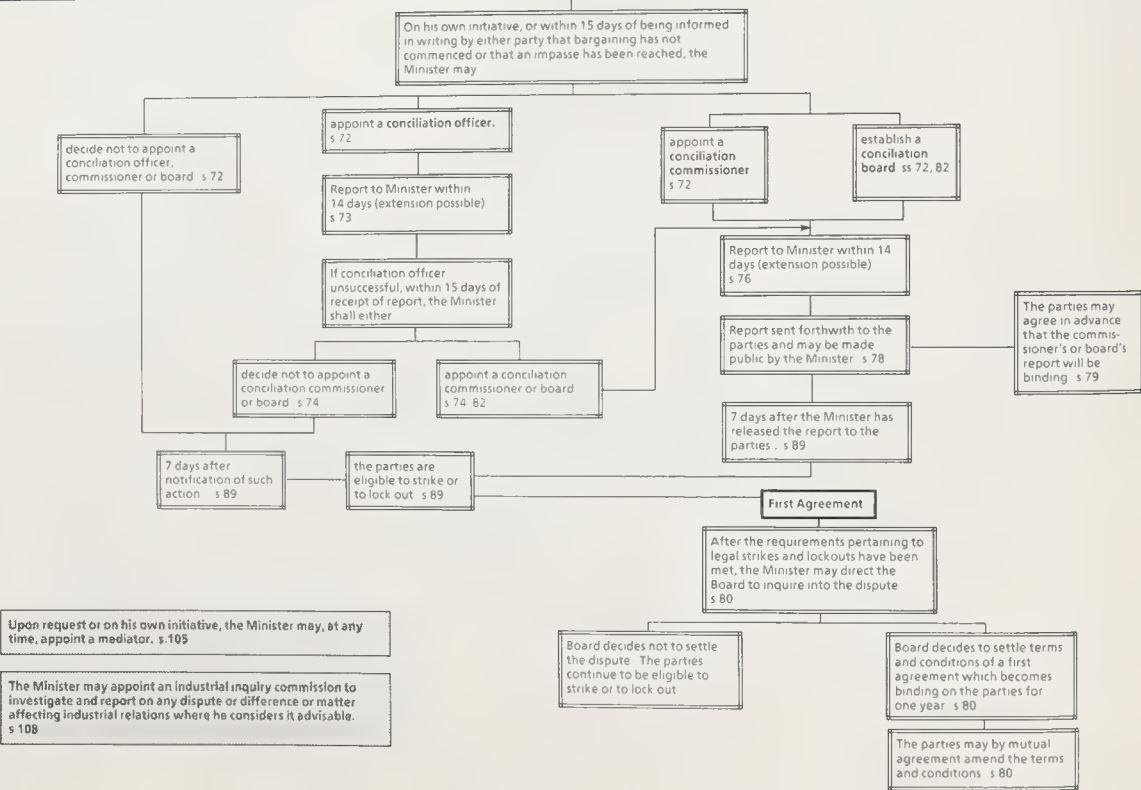 On his own initiative, or within 15 days of being informed
in writing by either party that bargaining has not
commenced or that an impasse has been reached, the
Minister may
decide not to appoint a
conciliation officer,
commissioner or board s 72
appoint a conciliation officer.
s 72
appoint a
conciliation
commissioner
s 72
establish a
conciliation
board ss 72, 82
Report to Minister within
14 days (extension possible)
s 73
If conciliation officer
unsuccessful, within 15 days of
receipt of report, the Minister
shall either
decide not to appoint a
conciliation commissioner
or board s 74
appoint a conciliation
commissioner or board
s 74 82
Report to Minister within 14
days (extension possible)
s 76
Report sent forthwith to the
parties and may be made
public by the Minister s 78
The parties may
agree in advance
that the commis-
sioner's or board's
report will be
binding s 79
7 days after the Minister has
released the report to the
parties . s 89
7 days after
notification of such
action s 89
the parties are
eligible to strike or
to lock out s 89
First Agreement
After the requirements pertaining to
legal strikes and lockouts have been
met, the Minister may direct the
Board to inquire into the dispute
s 80
Board decides not to settle
the dispute The parties
continue to be eligible to
strike or to lock out
Board decides to settle terms
and conditions of a first
agreement which becomes
binding on the parties for
one year s 80
The parties may by mutual
agreement amend the terms
and conditions s 80
Upon request or on his own initiative, the Minister may, at any
time, appoint a mediator. s.105
The Minister may appoint an industrial inquiry commission to
investigate and report on any dispute or difference or matter
affecting industrial relations where he considers it advisable.
s 108